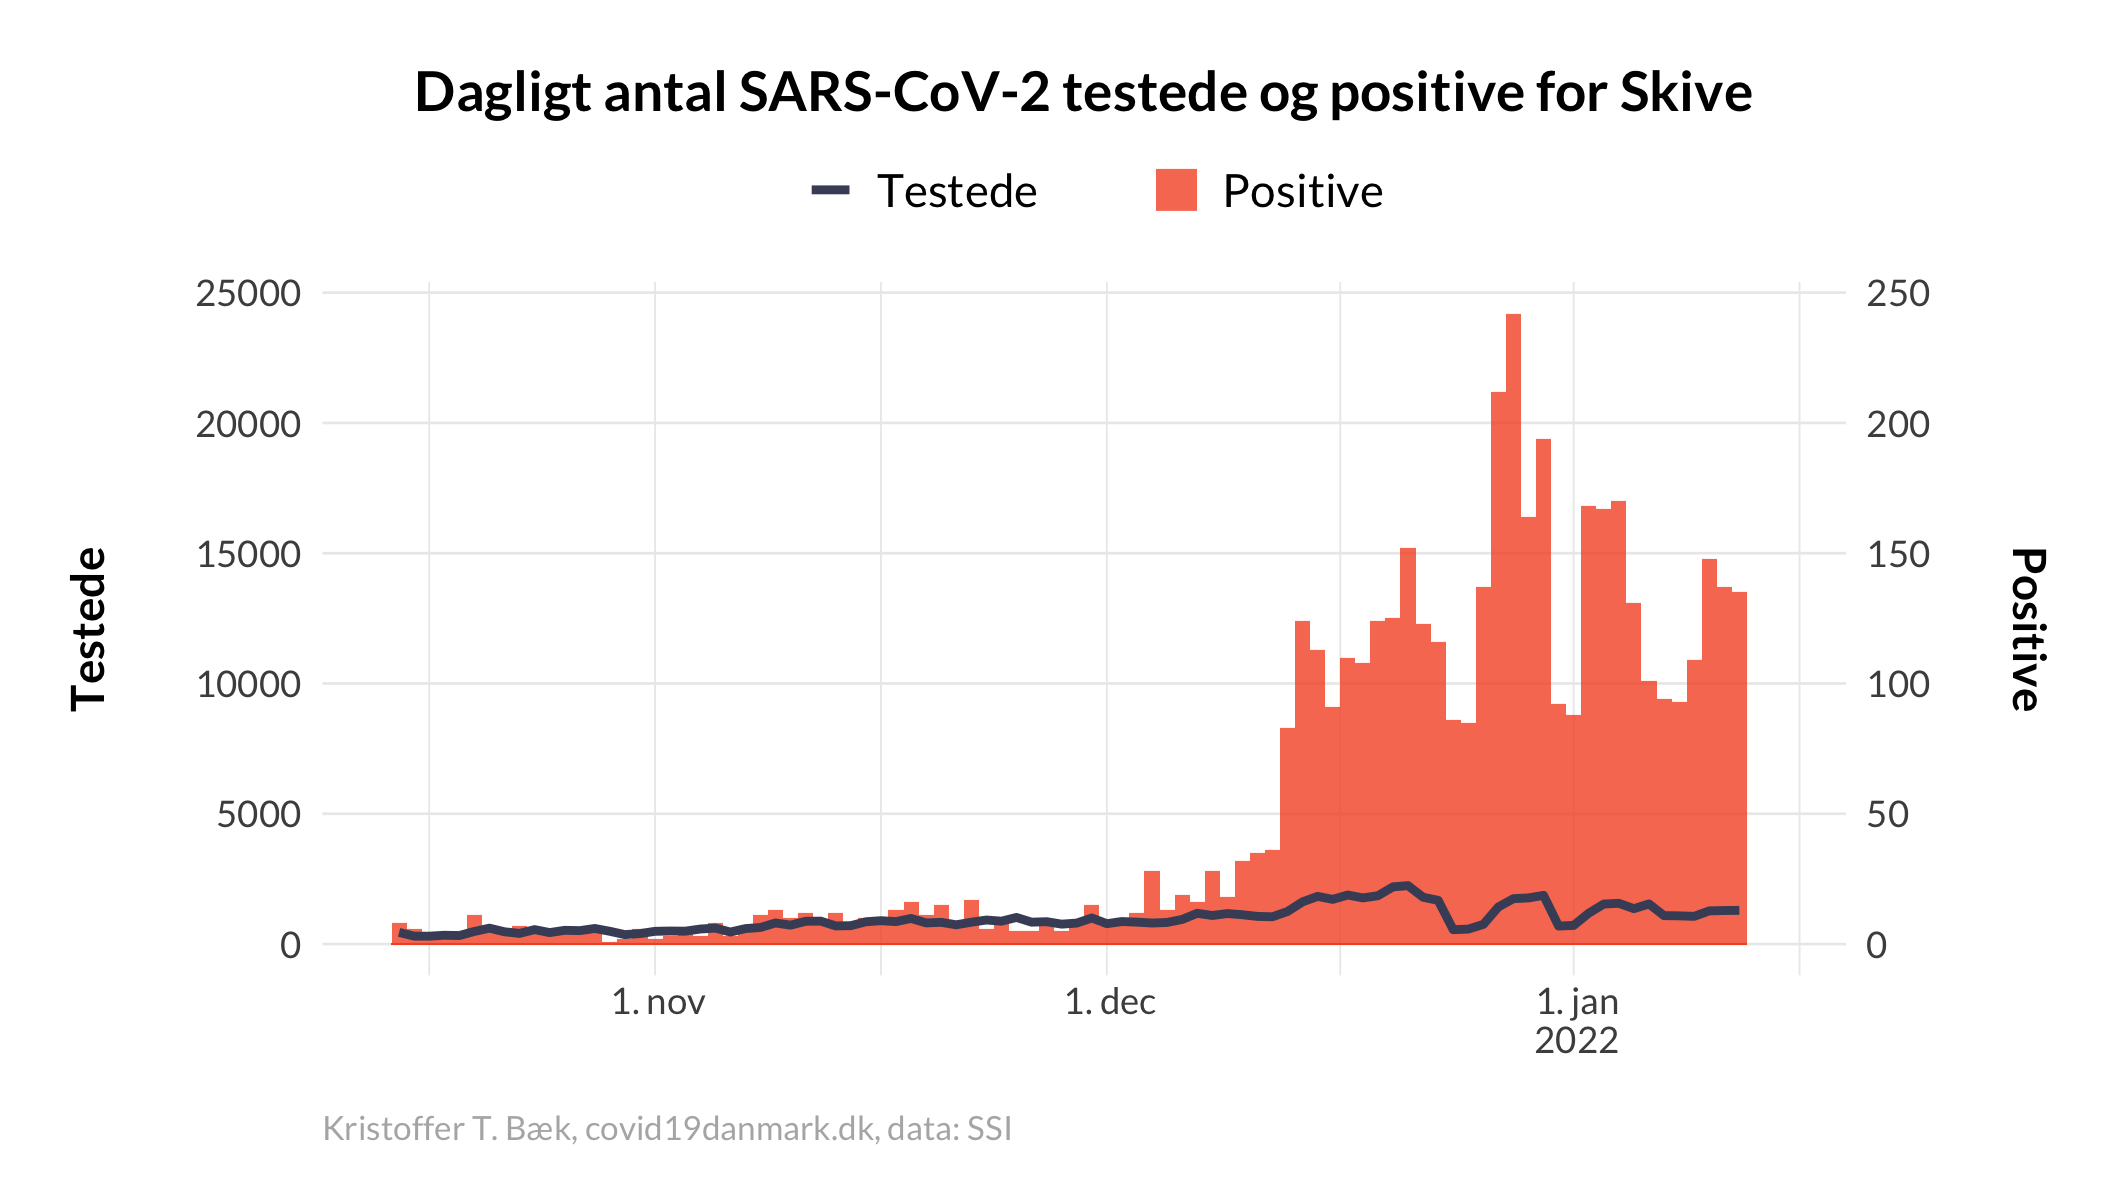 Dagligt antal SARS-CoV-2 testede og positive for Skive
Testede Positive
25000 250
20000 200
15000 150
10000 100
5000 50
0 0
Testede
Positive
1. nov 1. dec 1. jan
2022
Kristoffer T. Bæk, covid19danmark.dk, data: SSI